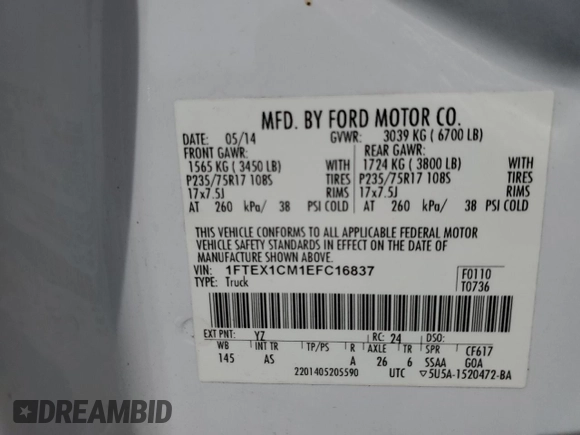 MFD. BY FORD MOTOR CO.
DATE: 05/14 GVWR: 3039 KG ( 6700 LB)
FRONT GAWR: REAR GAWR:
1565 KG ( 3450 LB) WITH 1724 KG ( 3800 LB) WITH
P235/75R17 108S TIRES P235/75R17 108S TIRES
17x7.5J RIMS 17x7.5J RIMS
AT 260 kPa/ 38 PSI COLD AT 260 kPa/ 38 PSI COLD
THIS VEHICLE CONFORMS TO ALL APPLICABLE FEDERAL MOTOR
VEHICLE SAFETY STANDARDS IN EFFECT ON THE DATE OF
MANUFACTURE SHOWN ABOVE.
VIN: 1FTEX1CM1EFC16837 F0110
TYPE: Truck T0736
EXT PNT: YZ RC: 24 DSO:
WB INT TR TP/PS R AXLE TR SPR CF617
145 AS A 26 6 SSAA GOA
2201405205590 UTC ▽5U5A-1520472-BA
DREAMBID